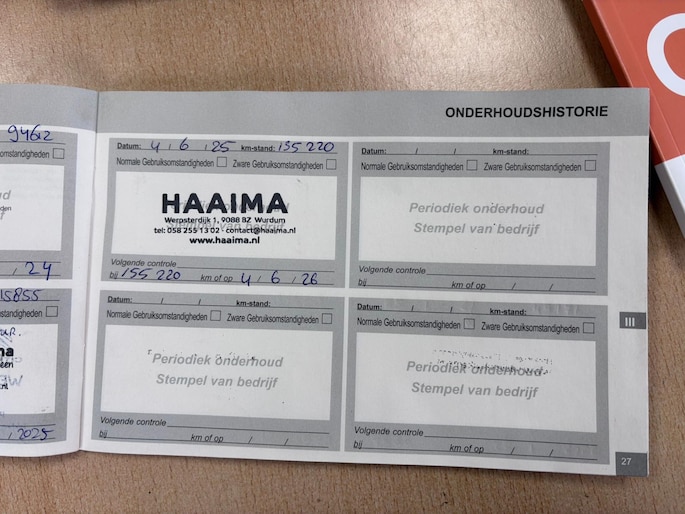 ONDERHOUDSHISTORIE
9462
standigheden
24
15855
standigheden
2025
Datum: 4 / 6 / 25 km-stand: 135 220
Normale Gebruiksomstandigheden Zware Gebruiksomstandigheden
HAAIMA
Werpsterdijk 1, 9088 BZ Wurdum
tel: 058 255 13 02 - contact@haaima.nl
www.haaima.nl
Volgende controle
bij 155 220 km of op 4 / 6 / 26
Datum: / / km-stand:
Normale Gebruiksomstandigheden Zware Gebruiksomstandigheden
Periodiek onderhoud
Stempel van bedrijf
Volgende controle
bij km of op / /
Datum: / / km-stand:
Normale Gebruiksomstandigheden Zware Gebruiksomstandigheden
Periodiek onderhoud
Stempel van bedrijf
Volgende controle
bij km of op / /
Datum: / / km-stand:
Normale Gebruiksomstandigheden Zware Gebruiksomstandigheden
Periodiek onderhoud
Stempel van bedrijf
Volgende controle
bij km of op / /
III
27